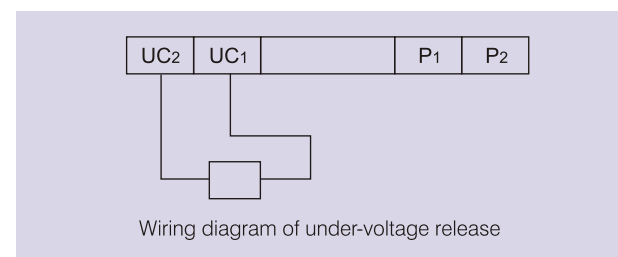 UC2 UC1 P1 P2
Wiring diagram of under-voltage release